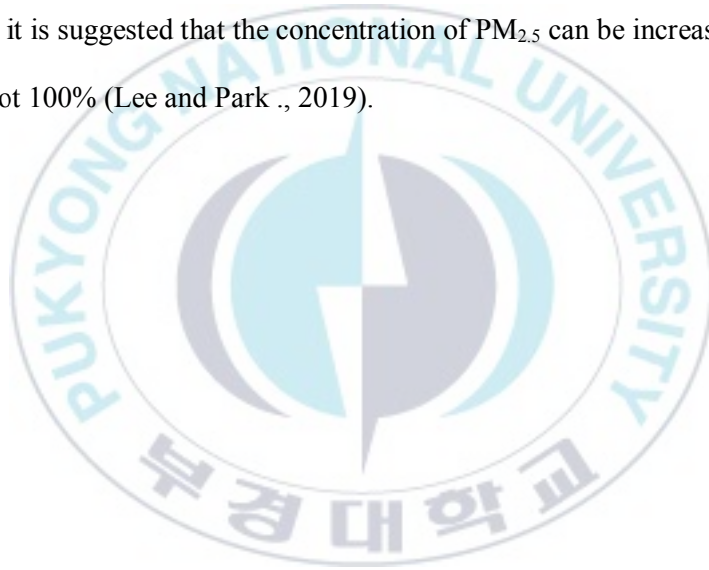 it is suggested that the concentration of PM2.5 can be increas
ot 100% (Lee and Park ., 2019).
PUKYONG NATIONAL UNIVERSITY
부경대학교